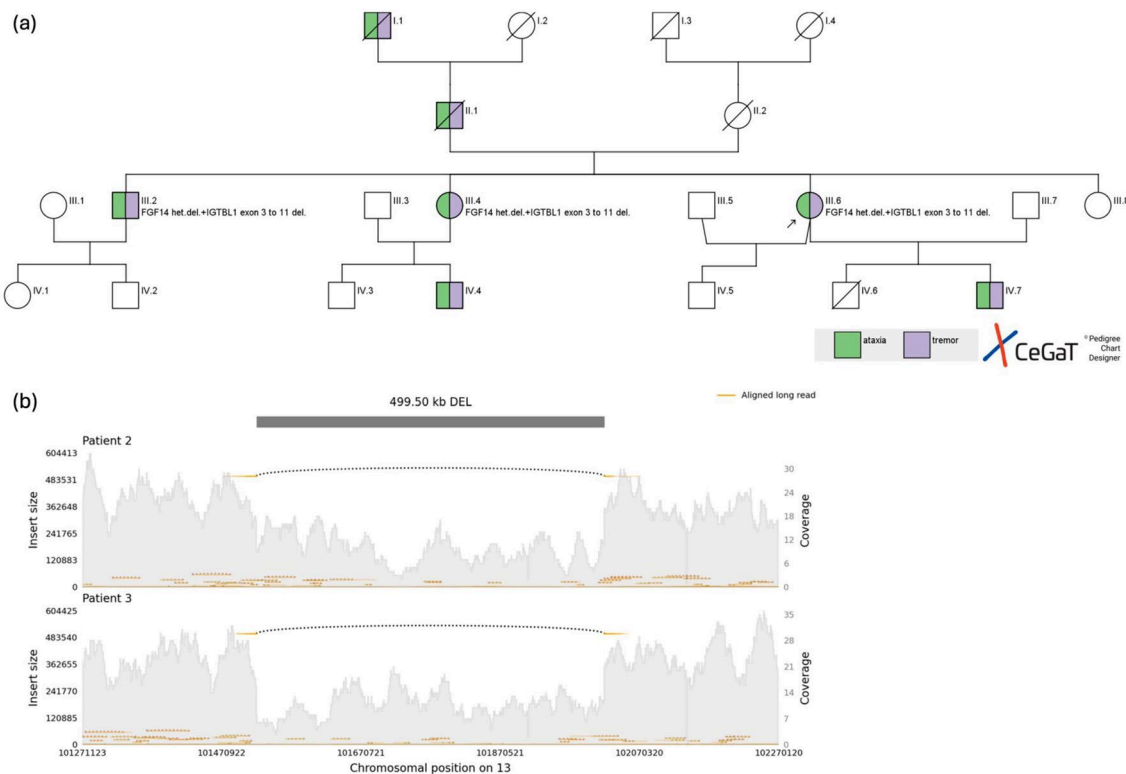 (a)
I.1
I.2
I.3
I.4
II.1
II.2
III.1
III.2
FGF14 het.del.+IGTBL1 exon 3 to 11 del.
III.3
III.4
FGF14 het.del.+IGTBL1 exon 3 to 11 del.
III.5
III.6
FGF14 het.del.+IGTBL1 exon 3 to 11 del.
III.7
IV.1
IV.2
IV.3
IV.4
IV.5
IV.6
IV.7
ataxia
tremor
CeGaT
© Pedigree
Chart
Designer
(b)
499.50 kb DEL
Aligned long read
Patient 2
604413
483531
362648
241765
120883
0
Insert size
30
24
18
12
6
0
Coverage
Patient 3
604425
483540
362655
241770
120885
0
Insert size
35
28
21
14
7
0
Coverage
101271123
101470922
101670721
101870521
102070320
102270120
Chromosomal position on 13